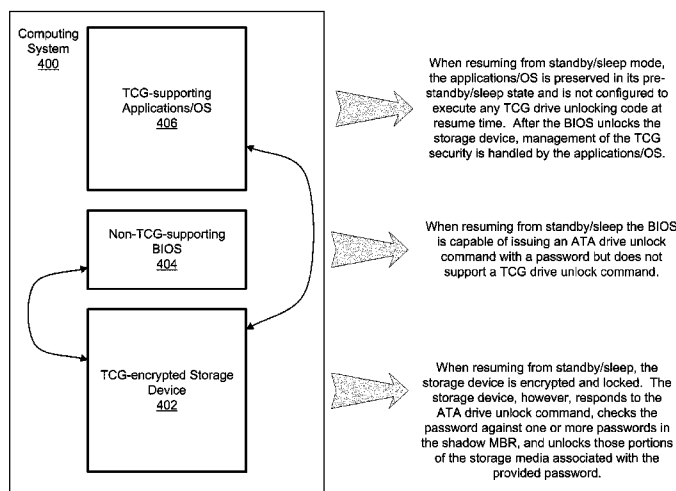 Computing
System
400
TCG-supporting
Applications/OS
406
When resuming from standby/sleep mode,
the applications/OS is preserved in its pre-
standby/sleep state and is not configured to
execute any TCG drive unlocking code at
resume time. After the BIOS unlocks the
storage device, management of the TCG
security is handled by the applications/OS.
Non-TCG-supporting
BIOS
404
When resuming from standby/sleep the BIOS
is capable of issuing an ATA drive unlock
command with a password but does not
support a TCG drive unlock command.
TCG-encrypted Storage
Device
402
When resuming from standby/sleep, the
storage device is encrypted and locked. The
storage device, however, responds to the
ATA drive unlock command, checks the
password against one or more passwords in
the shadow MBR, and unlocks those portions
of the storage media associated with the
provided password.